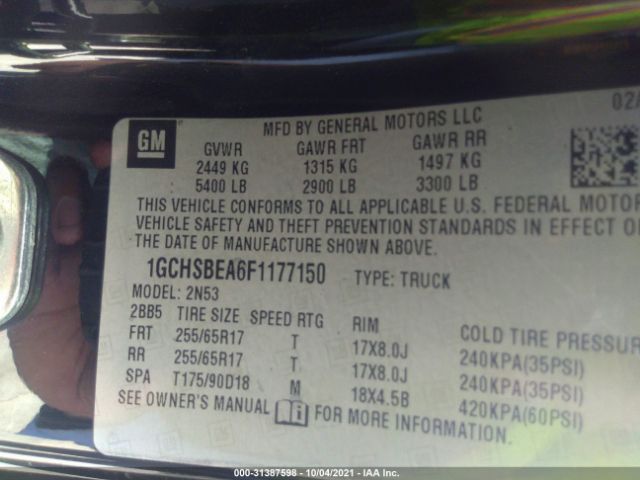 GM
MFD BY GENERAL MOTORS LLC
02/
GVWR GAWR FRT GAWR RR
2449 KG 1315 KG 1497 KG
5400 LB 2900 LB 3300 LB
THIS VEHICLE CONFORMS TO ALL APPLICABLE U.S. FEDERAL MOTOR
VEHICLE SAFETY AND THEFT PREVENTION STANDARDS IN EFFECT
THE DATE OF MANUFACTURE SHOWN ABOVE.
1GCHSBEA6F1177150 TYPE: TRUCK
MODEL: 2N53
2BB5 TIRE SIZE SPEED RTG RIM COLD TIRE PRESSUR
FRT 255/65R17 T 17X8.0J 240KPA(35PSI)
RR 255/65R17 T 17X8.0J 240KPA(35PSI)
SPA T175/90D18 M 18X4.5B 420KPA(60PSI)
SEE OWNER'S MANUAL i FOR MORE INFORMATION.
000-31387598 - 10/04/2021 - IAA Inc.